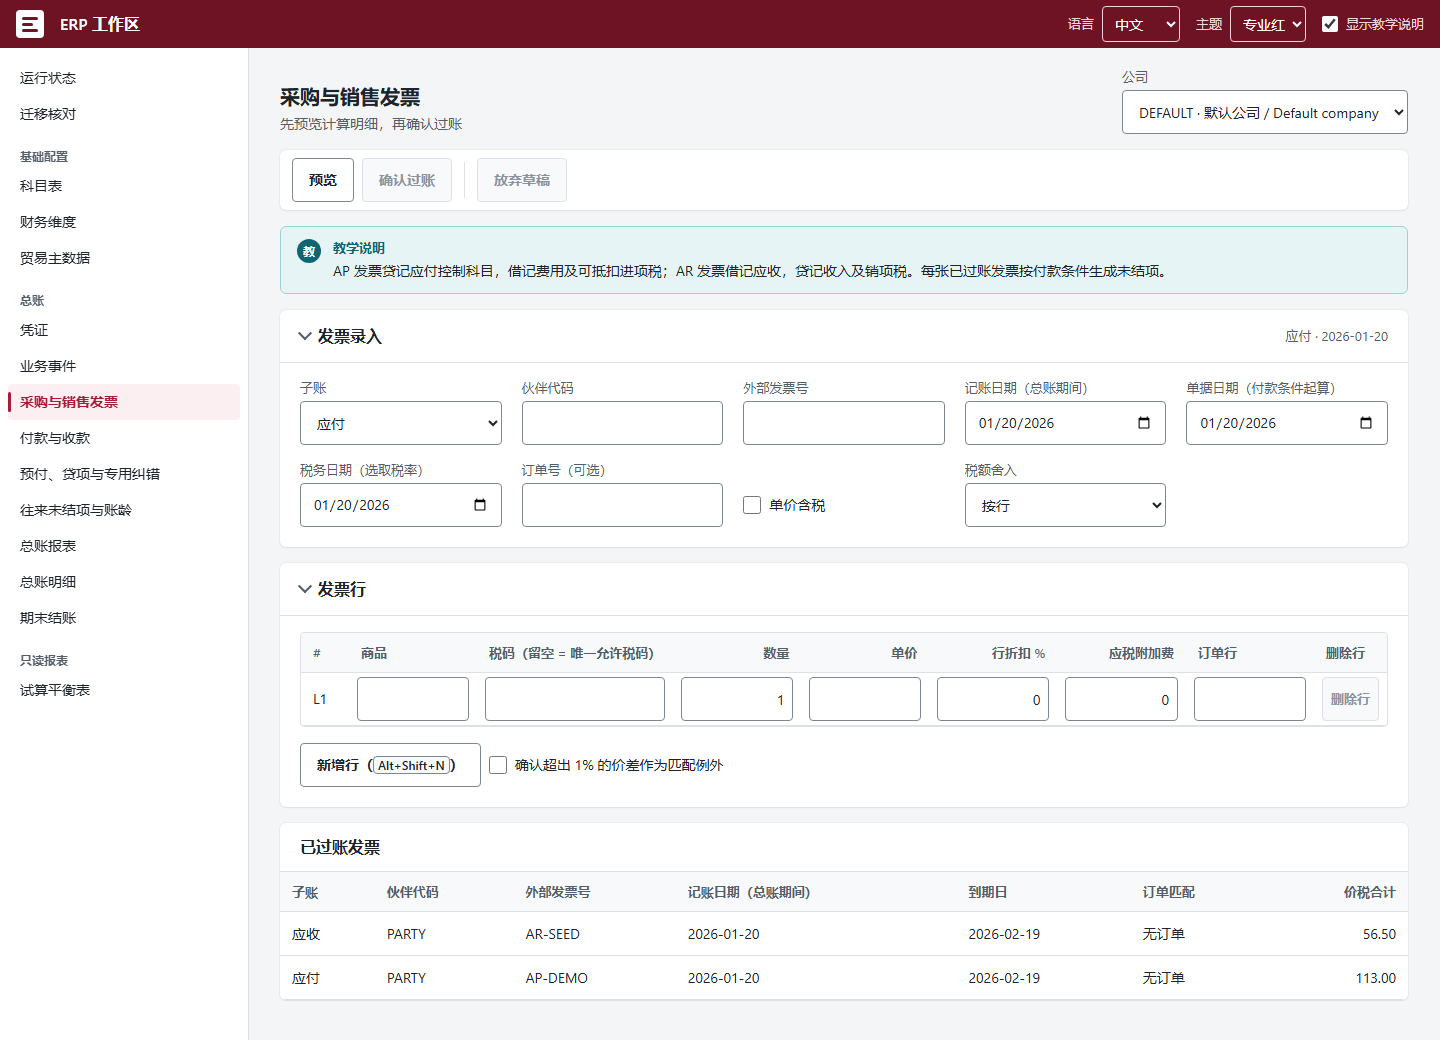 ERP 工作区
语言 中文 主题 专业红 显示教学说明
运行状态
迁移核对
基础配置
科目表
财务维度
贸易主数据
总账
凭证
业务事件
采购与销售发票
付款与收款
预付、贷项与专用纠错
往来未结项与账龄
总账报表
总账明细
期末结账
只读报表
试算平衡表
采购与销售发票
先预览计算明细，再确认过账
公司
DEFAULT · 默认公司 / Default company
预览 确认过账 放弃草稿
教 教学说明
AP 发票贷记应付控制科目，借记费用及可抵扣进项税；AR 发票借记应收，贷记收入及销项税。每张已过账发票按付款条件生成未结项。
发票录入 应付 · 2026-01-20
子账 伙伴代码 外部发票号 记账日期（总账期间） 单据日期（付款条件起算）
应付 01/20/2026 01/20/2026
税务日期（选取税率） 订单号（可选） 税额舍入
01/20/2026 单价含税 按行
发票行
# 商品 税码（留空 = 唯一允许税码） 数量 单价 行折扣 % 应税附加费 订单行 删除行
L1 1 0 0 删除行
新增行（Alt+Shift+N） 确认超出 1% 的价差作为匹配例外
已过账发票
子账 伙伴代码 外部发票号 记账日期（总账期间） 到期日 订单匹配 价税合计
应收 PARTY AR-SEED 2026-01-20 2026-02-19 无订单 56.50
应付 PARTY AP-DEMO 2026-01-20 2026-02-19 无订单 113.00